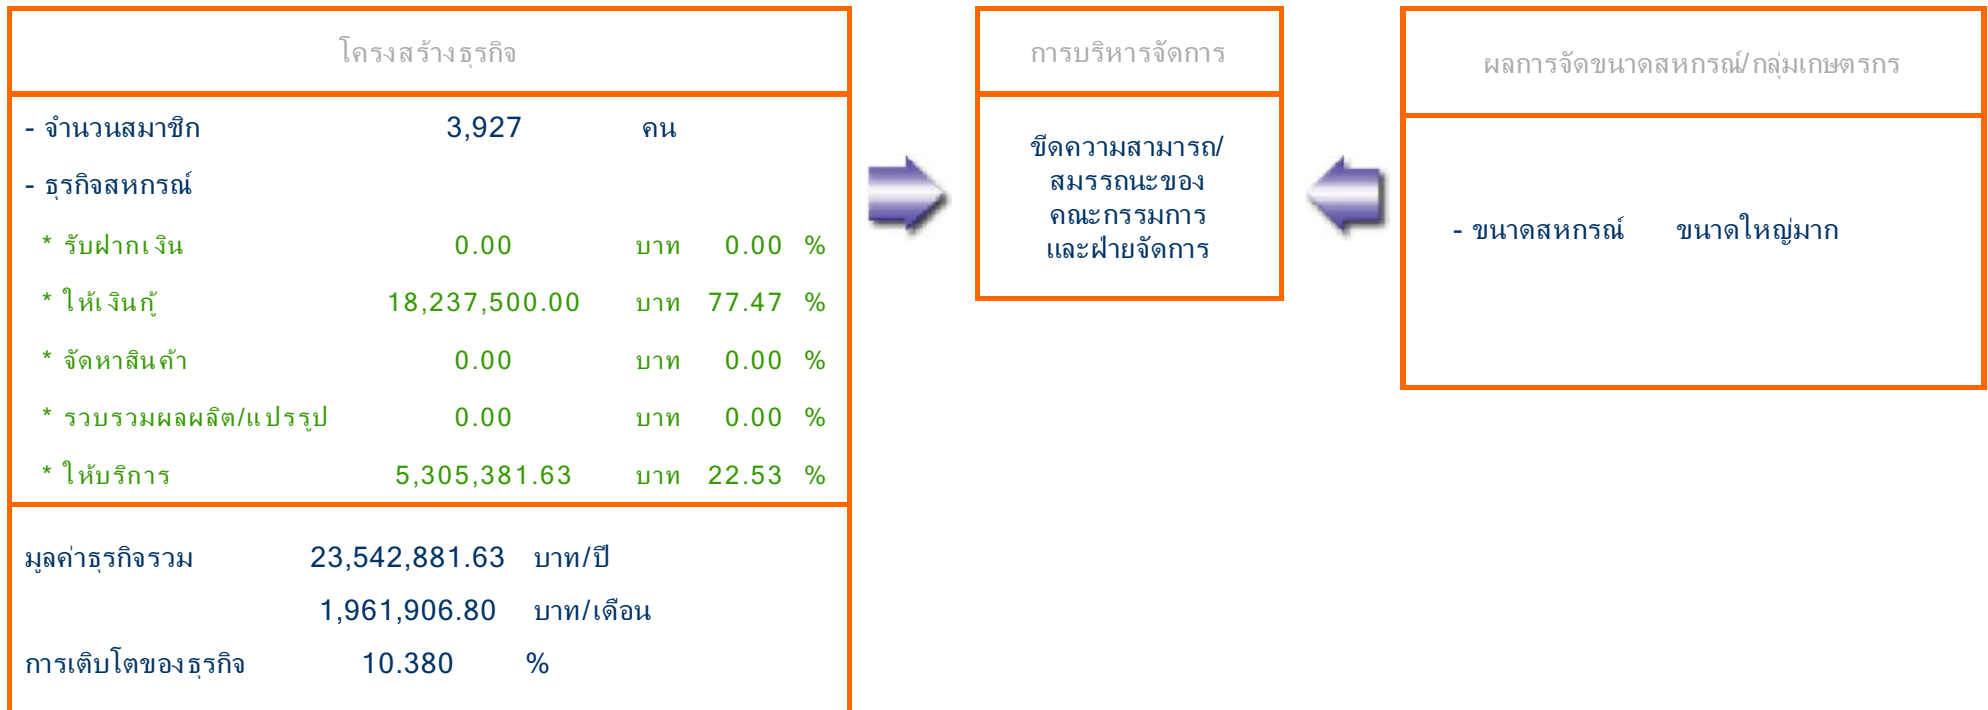 โครงสร้างธุรกิจ
- จำนวนสมาชิก 3,927 คน
- ธุรกิจสหกรณ์
* รับฝากเงิน 0.00 บาท 0.00 %
* ให้เงินกู้ 18,237,500.00 บาท 77.47 %
* จัดหาสินค้า 0.00 บาท 0.00 %
* รวบรวมผลผลิต/แปรรูป 0.00 บาท 0.00 %
* ให้บริการ 5,305,381.63 บาท 22.53 %
มูลค่าธุรกิจรวม 23,542,881.63 บาท/ปี
1,961,906.80 บาท/เดือน
การเติบโตของธุรกิจ 10.380 %
การบริหารจัดการ
ขีดความสามารถ/
สมรรถนะของ
คณะกรรมการ
และฝ่ายจัดการ
ผลการจัดขนาดสหกรณ์/กลุ่มเกษตรกร
- ขนาดสหกรณ์ ขนาดใหญ่มาก